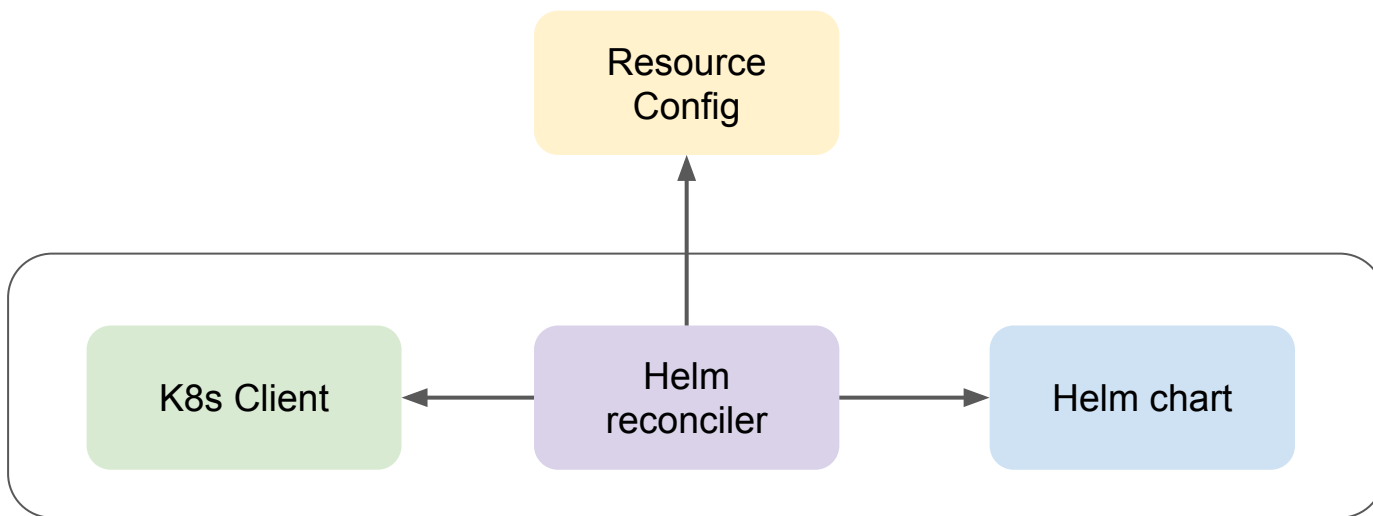 Resource
Config
K8s Client
Helm
reconciler
Helm chart